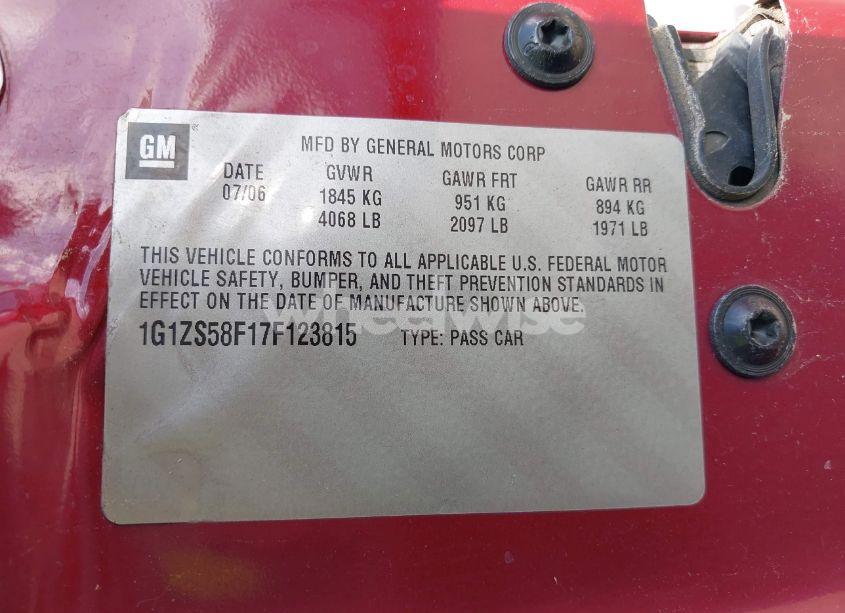 GM
MFD BY GENERAL MOTORS CORP
DATE GVWR GAWR FRT GAWR RR
07/06 1845 KG 951 KG 894 KG
4068 LB 2097 LB 1971 LB
THIS VEHICLE CONFORMS TO ALL APPLICABLE U.S. FEDERAL MOTOR
VEHICLE SAFETY, BUMPER, AND THEFT PREVENTION STANDARDS IN
EFFECT ON THE DATE OF MANUFACTURE SHOWN ABOVE.
1G1ZS58F17F123815 TYPE: PASS CAR
wheelwise